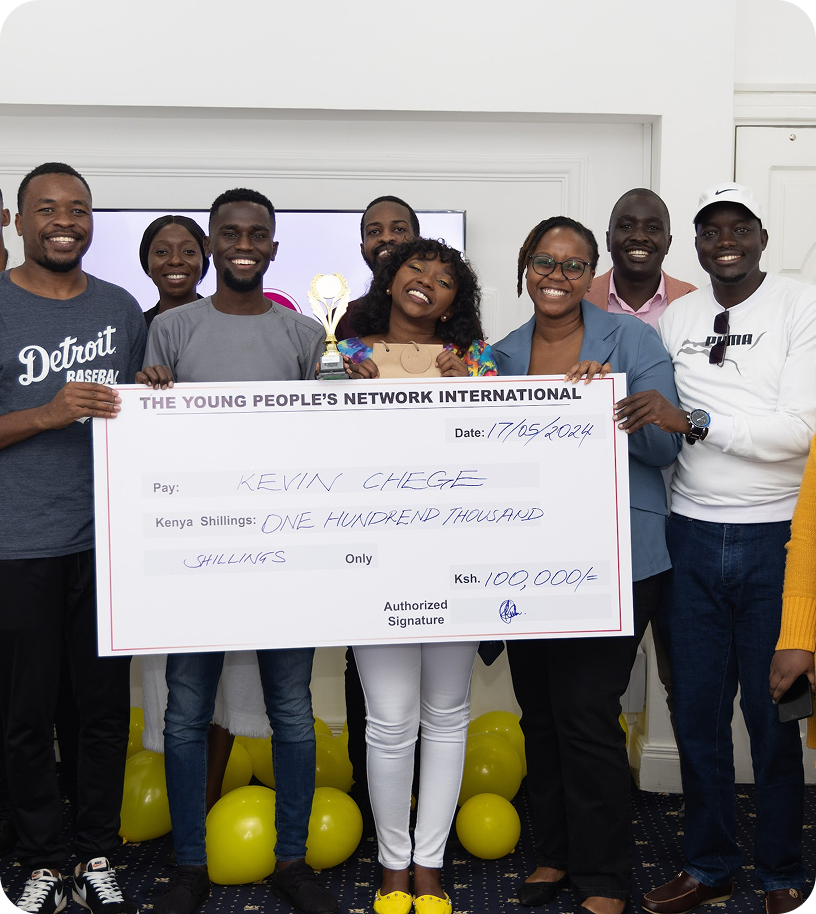 Detroit
BASEBA
PUMA
THE YOUNG PEOPLE'S NETWORK INTERNATIONAL
Date: 17/05/2024
Pay: KEVIN CHEGE
Kenya Shillings: ONE HUNDREND THOUSAND
SHILLINGS Only
Ksh. 100,000/=
Authorized
Signature